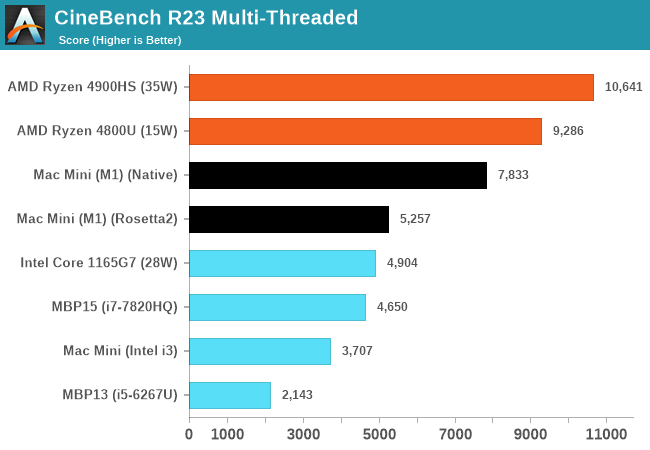 CineBench R23 Multi-Threaded
Score (Higher is Better)
AMD Ryzen 4900HS (35W) 10,641
AMD Ryzen 4800U (15W) 9,286
Mac Mini (M1) (Native) 7,833
Mac Mini (M1) (Rosetta2) 5,257
Intel Core 1165G7 (28W) 4,904
MBP15 (i7-7820HQ) 4,650
Mac Mini (Intel i3) 3,707
MBP13 (i5-6267U) 2,143
0 1000 3000 5000 7000 9000 11000